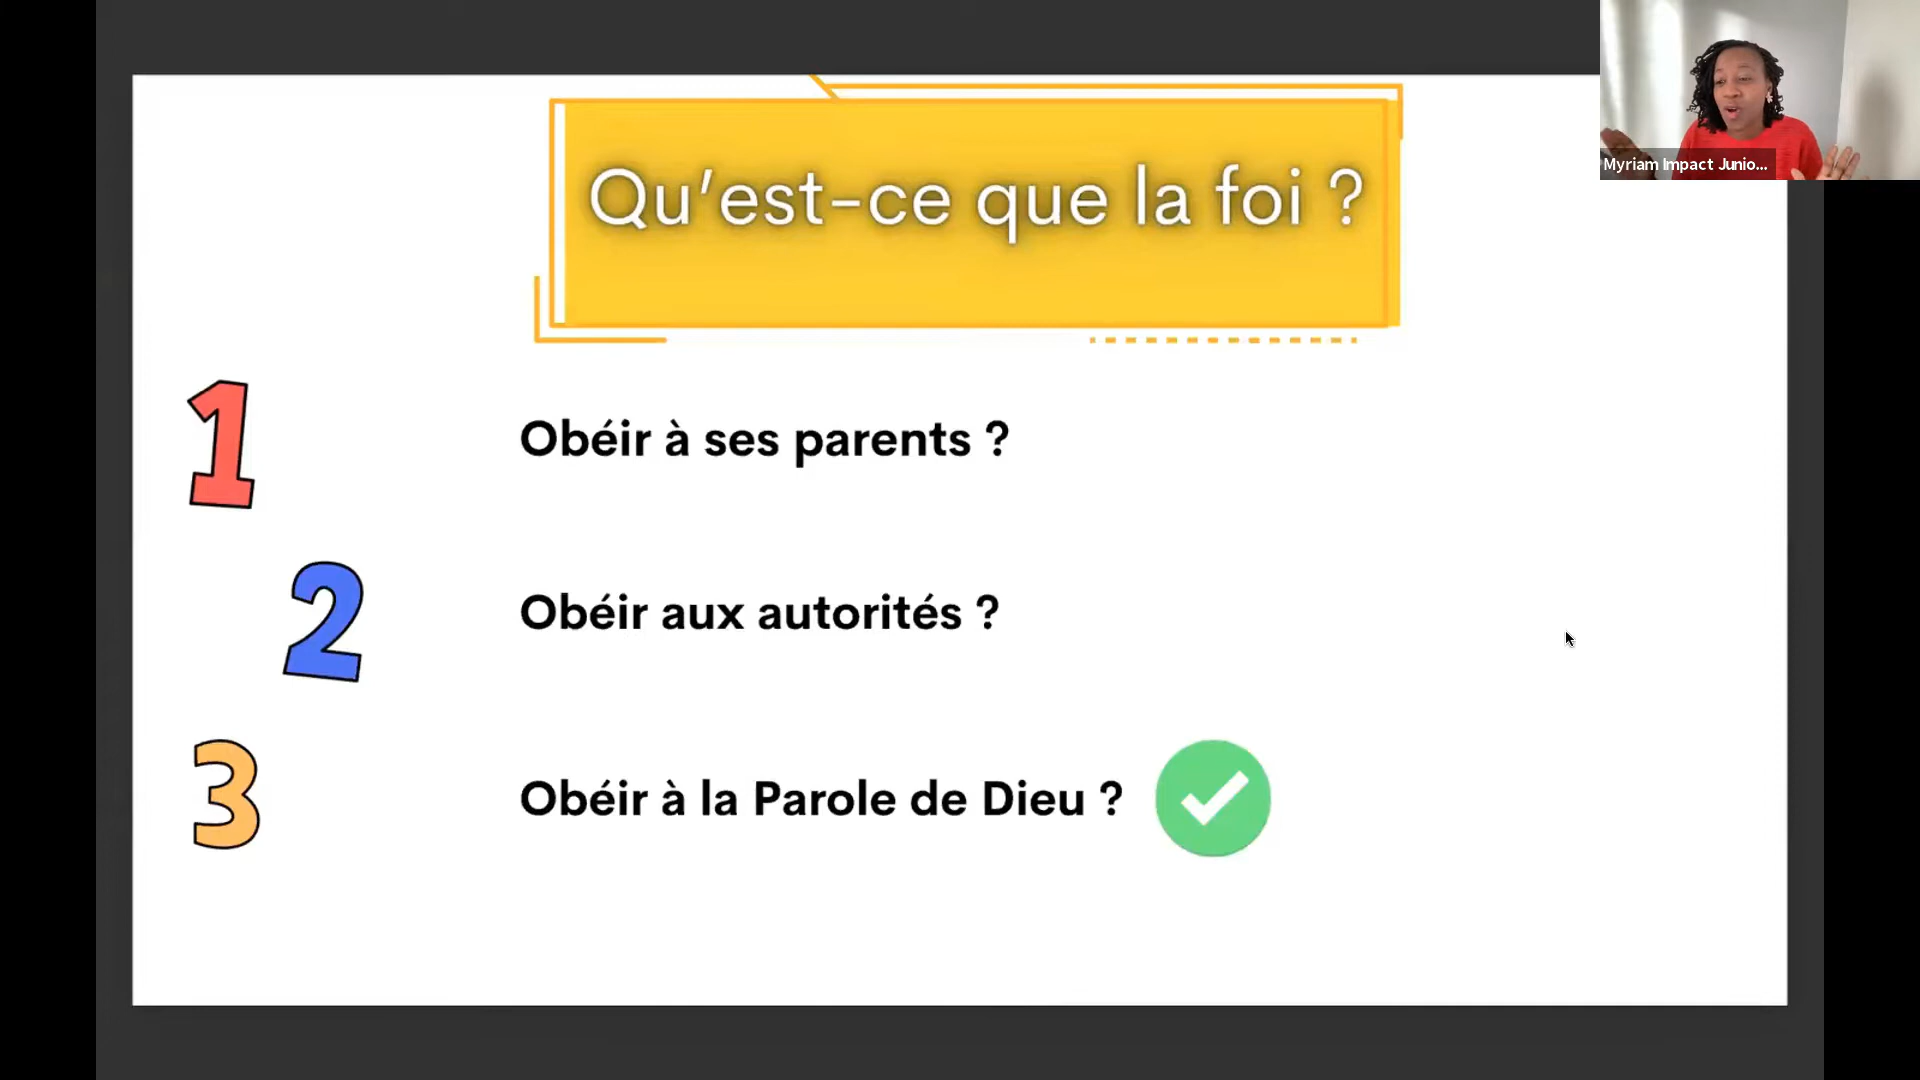 Myriam Impact Junio...
Qu'est-ce que la foi ?
1
Obéir à ses parents ?
2
Obéir aux autorités ?
3
Obéir à la Parole de Dieu ?